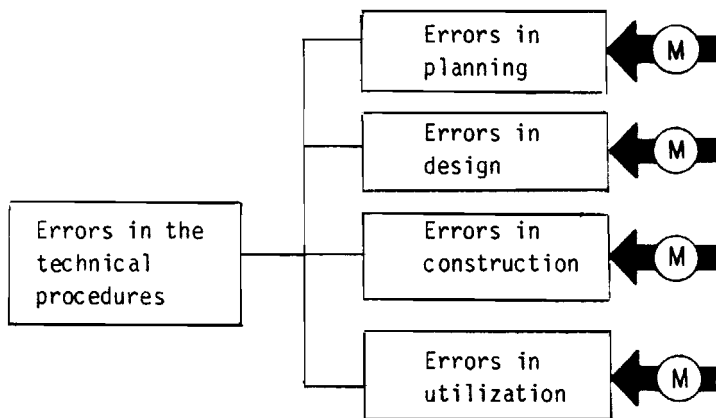 Errors in
planning
M
Errors in
design
M
Errors in the
technical
procedures
Errors in
construction
M
Errors in
utilization
M